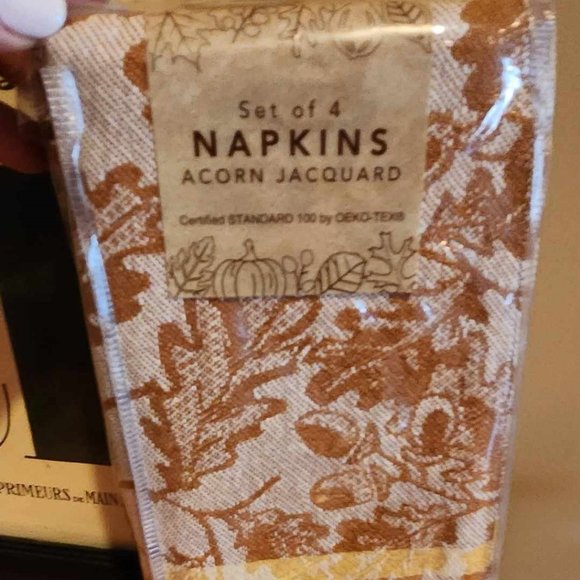 Set of 4
NAPKINS
ACORN JACQUARD
Certified STANDARD 100 by OEKO-TEX®
PRIMEURS DE MAIN